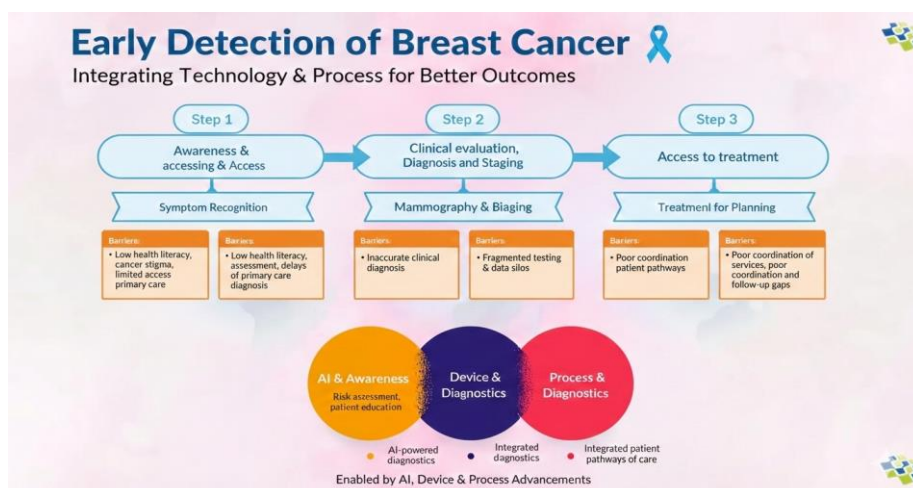 Early Detection of Breast Cancer
Integrating Technology & Process for Better Outcomes
Step 1
Awareness &
accessing & Access
Symptom Recognition
Barriers:
• Low health literacy,
cancer stigma,
limited access
primary care
Barriers:
• Low health literacy,
assessment, delays
of primary care
diagnosis
Step 2
Clinical evaluation,
Diagnosis and Staging
Mammography & Biaging
Barriers:
• Inaccurate clinical
diagnosis
Barriers:
• Fragmented testing
& data silos
Step 3
Access to treatment
Treatment for Planning
Barriers:
• Poor coordination
patient pathways
Barriers:
• Poor coordination of
services, poor
coordination and
follow-up gaps
AI & Awareness
Risk assessment,
patient education
Device &
Diagnostics
Process &
Diagnostics
AI-powered
diagnostics
Integrated
dagnostics
Integrated patient
pathways of care
Enabled by AI, Device & Process Advancements